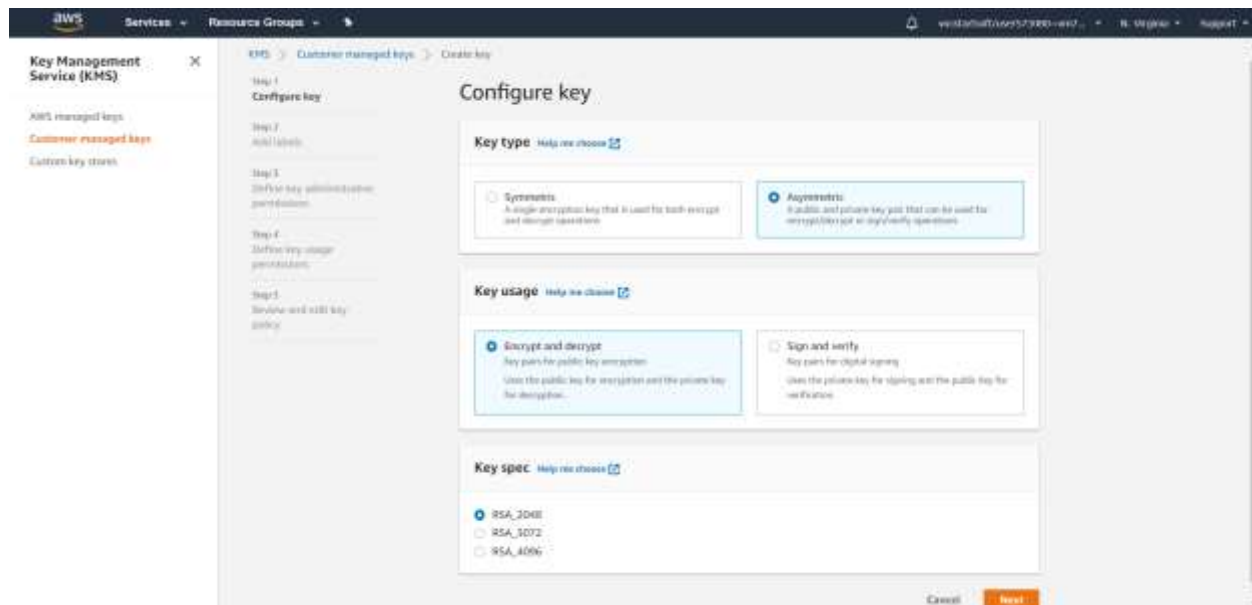 aws Services Resource Groups N. Virginia Support
Key Management
Service (KMS)
AWS managed keys
Customer managed keys
Custom key stores
KMS > Customer managed keys > Create key
Step 1
Configure key
Step 2
Add labels
Step 3
Define key administrative
permissions
Step 4
Define key usage
permissions
Step 5
Review and edit key
policy
Configure key
Key type Help me choose
Symmetric
A single encryption key that is used for both encrypt
and decrypt operations
Asymmetric
A public and private key pair that can be used for
encrypt/decrypt or sign/verify operations
Key usage Help me choose
Encrypt and decrypt
Key pairs for public key encryption
Uses the public key for encryption and the private key
for decryption.
Sign and verify
Key pairs for digital signing
Uses the private key for signing and the public key for
verification.
Key spec Help me choose
RSA_2048
RSA_3072
RSA_4096
Cancel Next